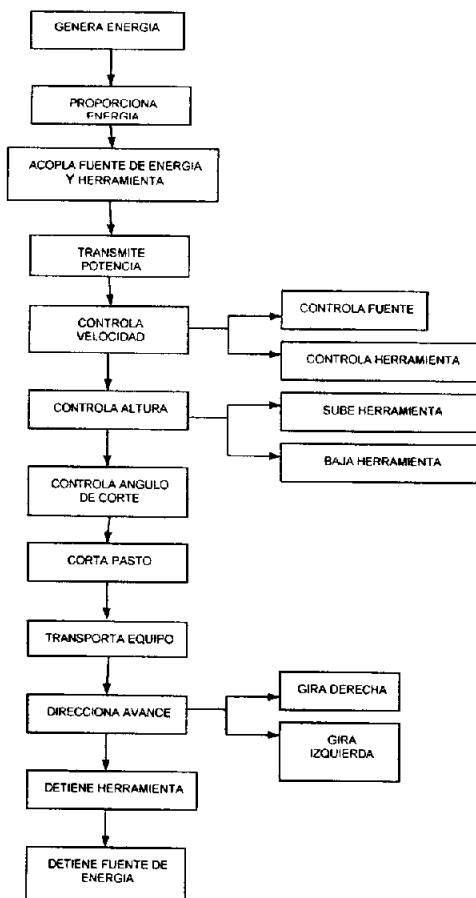 GENERA ENERGIA
PROPORCIONA
ENERGIA
ACOPLA FUENTE DE ENERGIA
Y HERRAMIENTA
TRANSMITE
POTENCIA
CONTROLA
VELOCIDAD
CONTROLA FUENTE
CONTROLA HERRAMIENTA
CONTROLA ALTURA
SUBE HERRAMIENTA
BAJA HERRAMIENTA
CONTROLA ANGULO
DE CORTE
CORTA PASTO
TRANSPORTA EQUIPO
DIRECCIONA AVANCE
GIRA DERECHA
GIRA
IZQUIERDA
DETIENE HERRAMIENTA
DETIENE FUENTE DE
ENERGIA